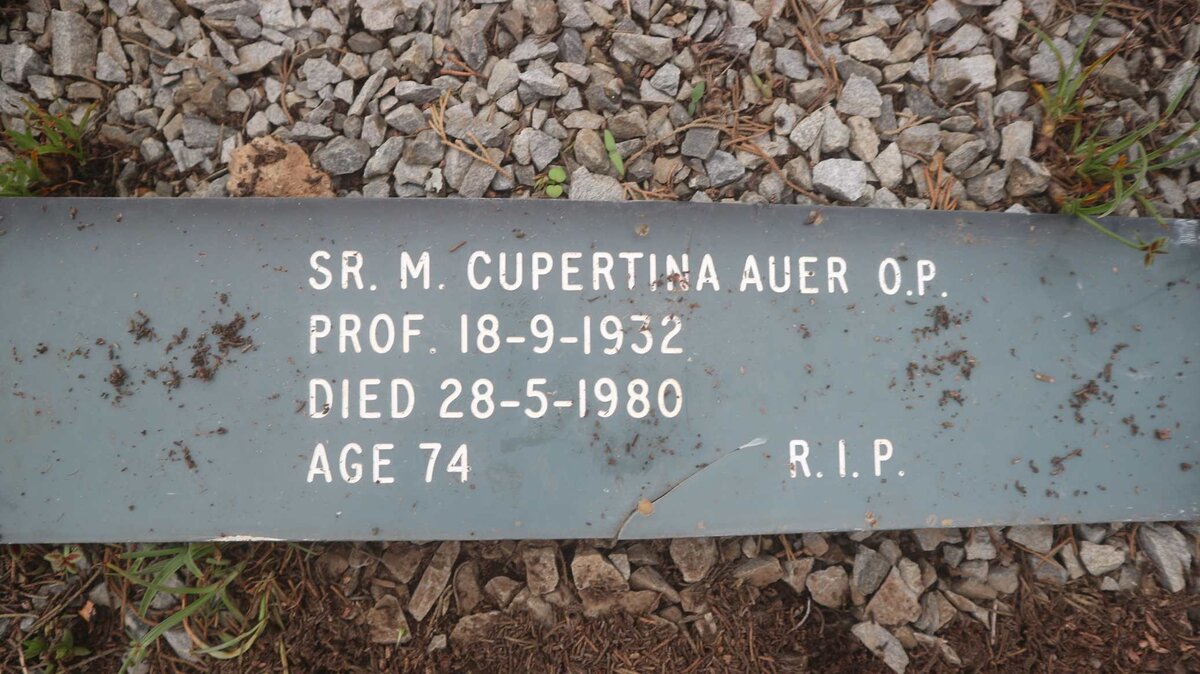 SR. M. CUPERTINA AUER O.P.
PROF. 18-9-1932
DIED 28-5-1980
AGE 74 R.I.P.